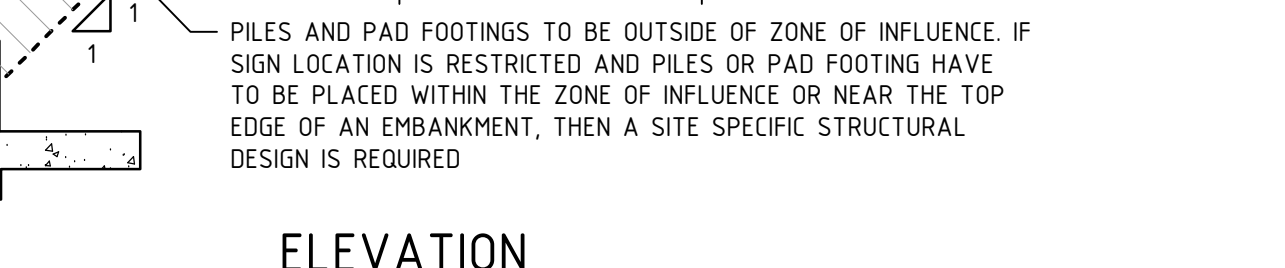 1
1
PILES AND PAD FOOTINGS TO BE OUTSIDE OF ZONE OF INFLUENCE. IF
SIGN LOCATION IS RESTRICTED AND PILES OR PAD FOOTING HAVE
TO BE PLACED WITHIN THE ZONE OF INFLUENCE OR NEAR THE TOP
EDGE OF AN EMBANKMENT, THEN A SITE SPECIFIC STRUCTURAL
DESIGN IS REQUIRED
ELEVATION